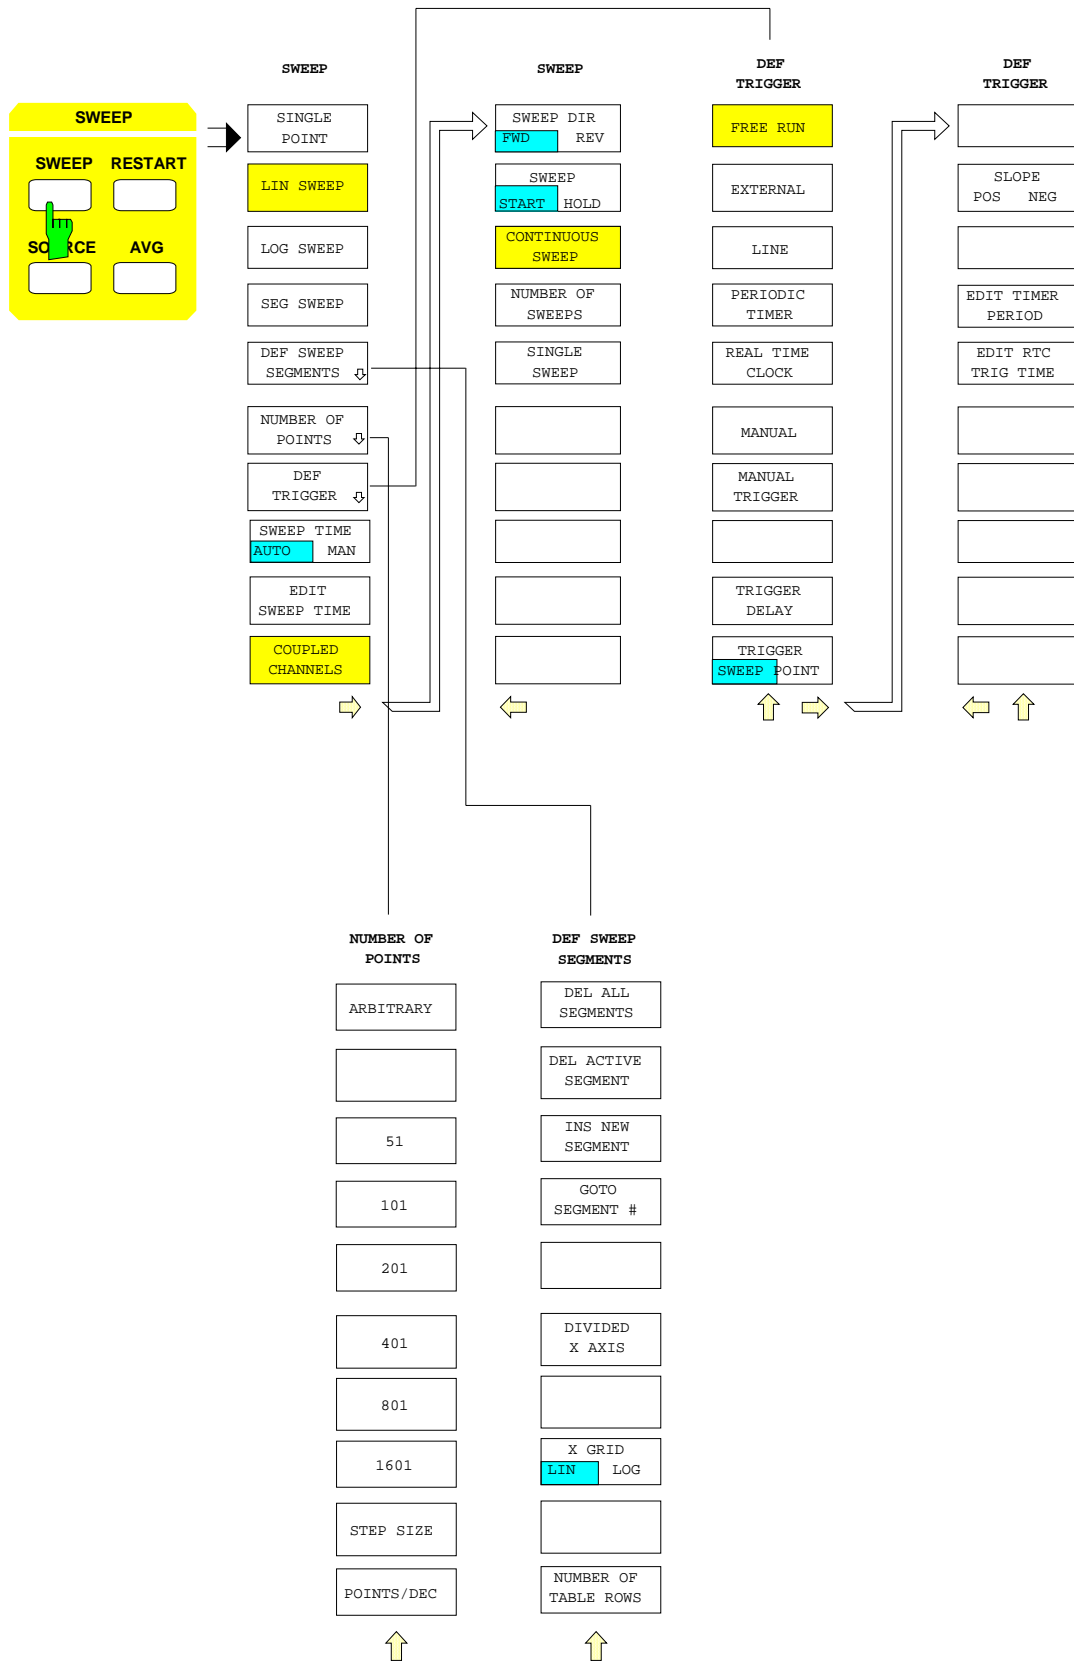 SWEEP
SWEEP RESTART
SO RCE AVG
SWEEP
SINGLE
POINT
LIN SWEEP
LOG SWEEP
SEG SWEEP
DEF SWEEP
SEGMENTS
NUMBER OF
POINTS
DEF
TRIGGER
SWEEP TIME
AUTO MAN
EDIT
SWEEP TIME
COUPLED
CHANNELS
SWEEP
SWEEP DIR
FWD REV
SWEEP
START HOLD
CONTINUOUS
SWEEP
NUMBER OF
SWEEPS
SINGLE
SWEEP
DEF
TRIGGER
FREE RUN
EXTERNAL
LINE
PERIODIC
TIMER
REAL TIME
CLOCK
MANUAL
MANUAL
TRIGGER
TRIGGER
DELAY
TRIGGER
SWEEP POINT
DEF
TRIGGER
SLOPE
POS NEG
EDIT TIMER
PERIOD
EDIT RTC
TRIG TIME
NUMBER OF
POINTS
ARBITRARY
51
101
201
401
801
1601
STEP SIZE
POINTS/DEC
DEF SWEEP
SEGMENTS
DEL ALL
SEGMENTS
DEL ACTIVE
SEGMENT
INS NEW
SEGMENT
GOTO
SEGMENT #
DIVIDED
X AXIS
X GRID
LIN LOG
NUMBER OF
TABLE ROWS